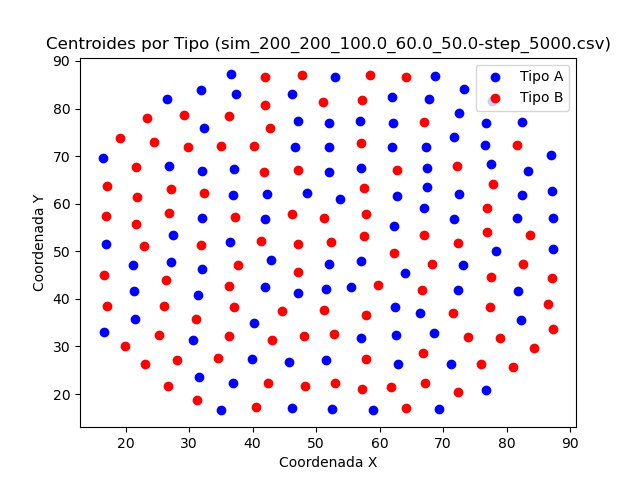 Centroides por Tipo (sim_200_200_100.0_60.0_50.0-step_5000.csv)
Tipo A
Tipo B
Coordenada Y
90
80
70
60
50
40
30
20
20 30 40 50 60 70 80 90
Coordenada X